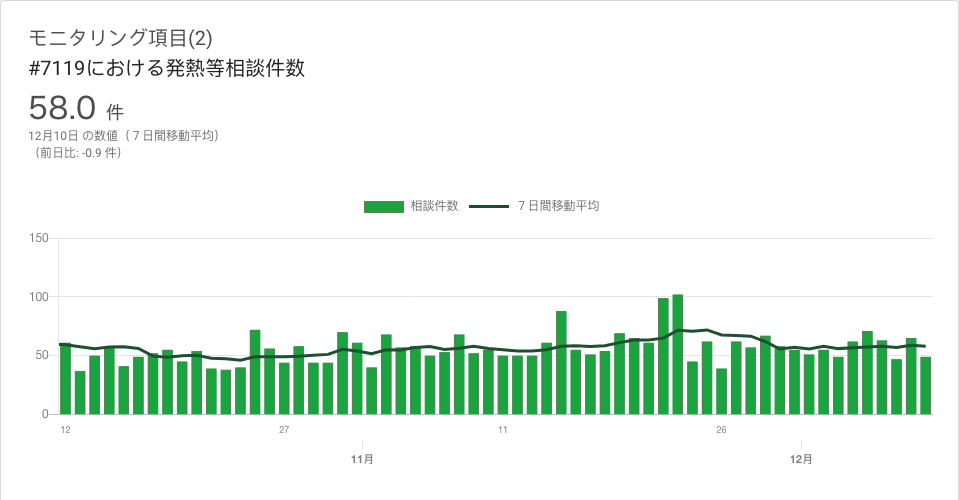 モニタリング項目(2)
#7119における発熱等相談件数
58.0 件
12月10日 の数値（７日間移動平均）
（前日比: -0.9 件）
相談件数 ７日間移動平均
150
100
50
0
12 27 11 26
11月 12月